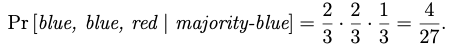 Pr [blue, blue, red | majority-blue] = 2/3 · 2/3 · 1/3 = 4/27.